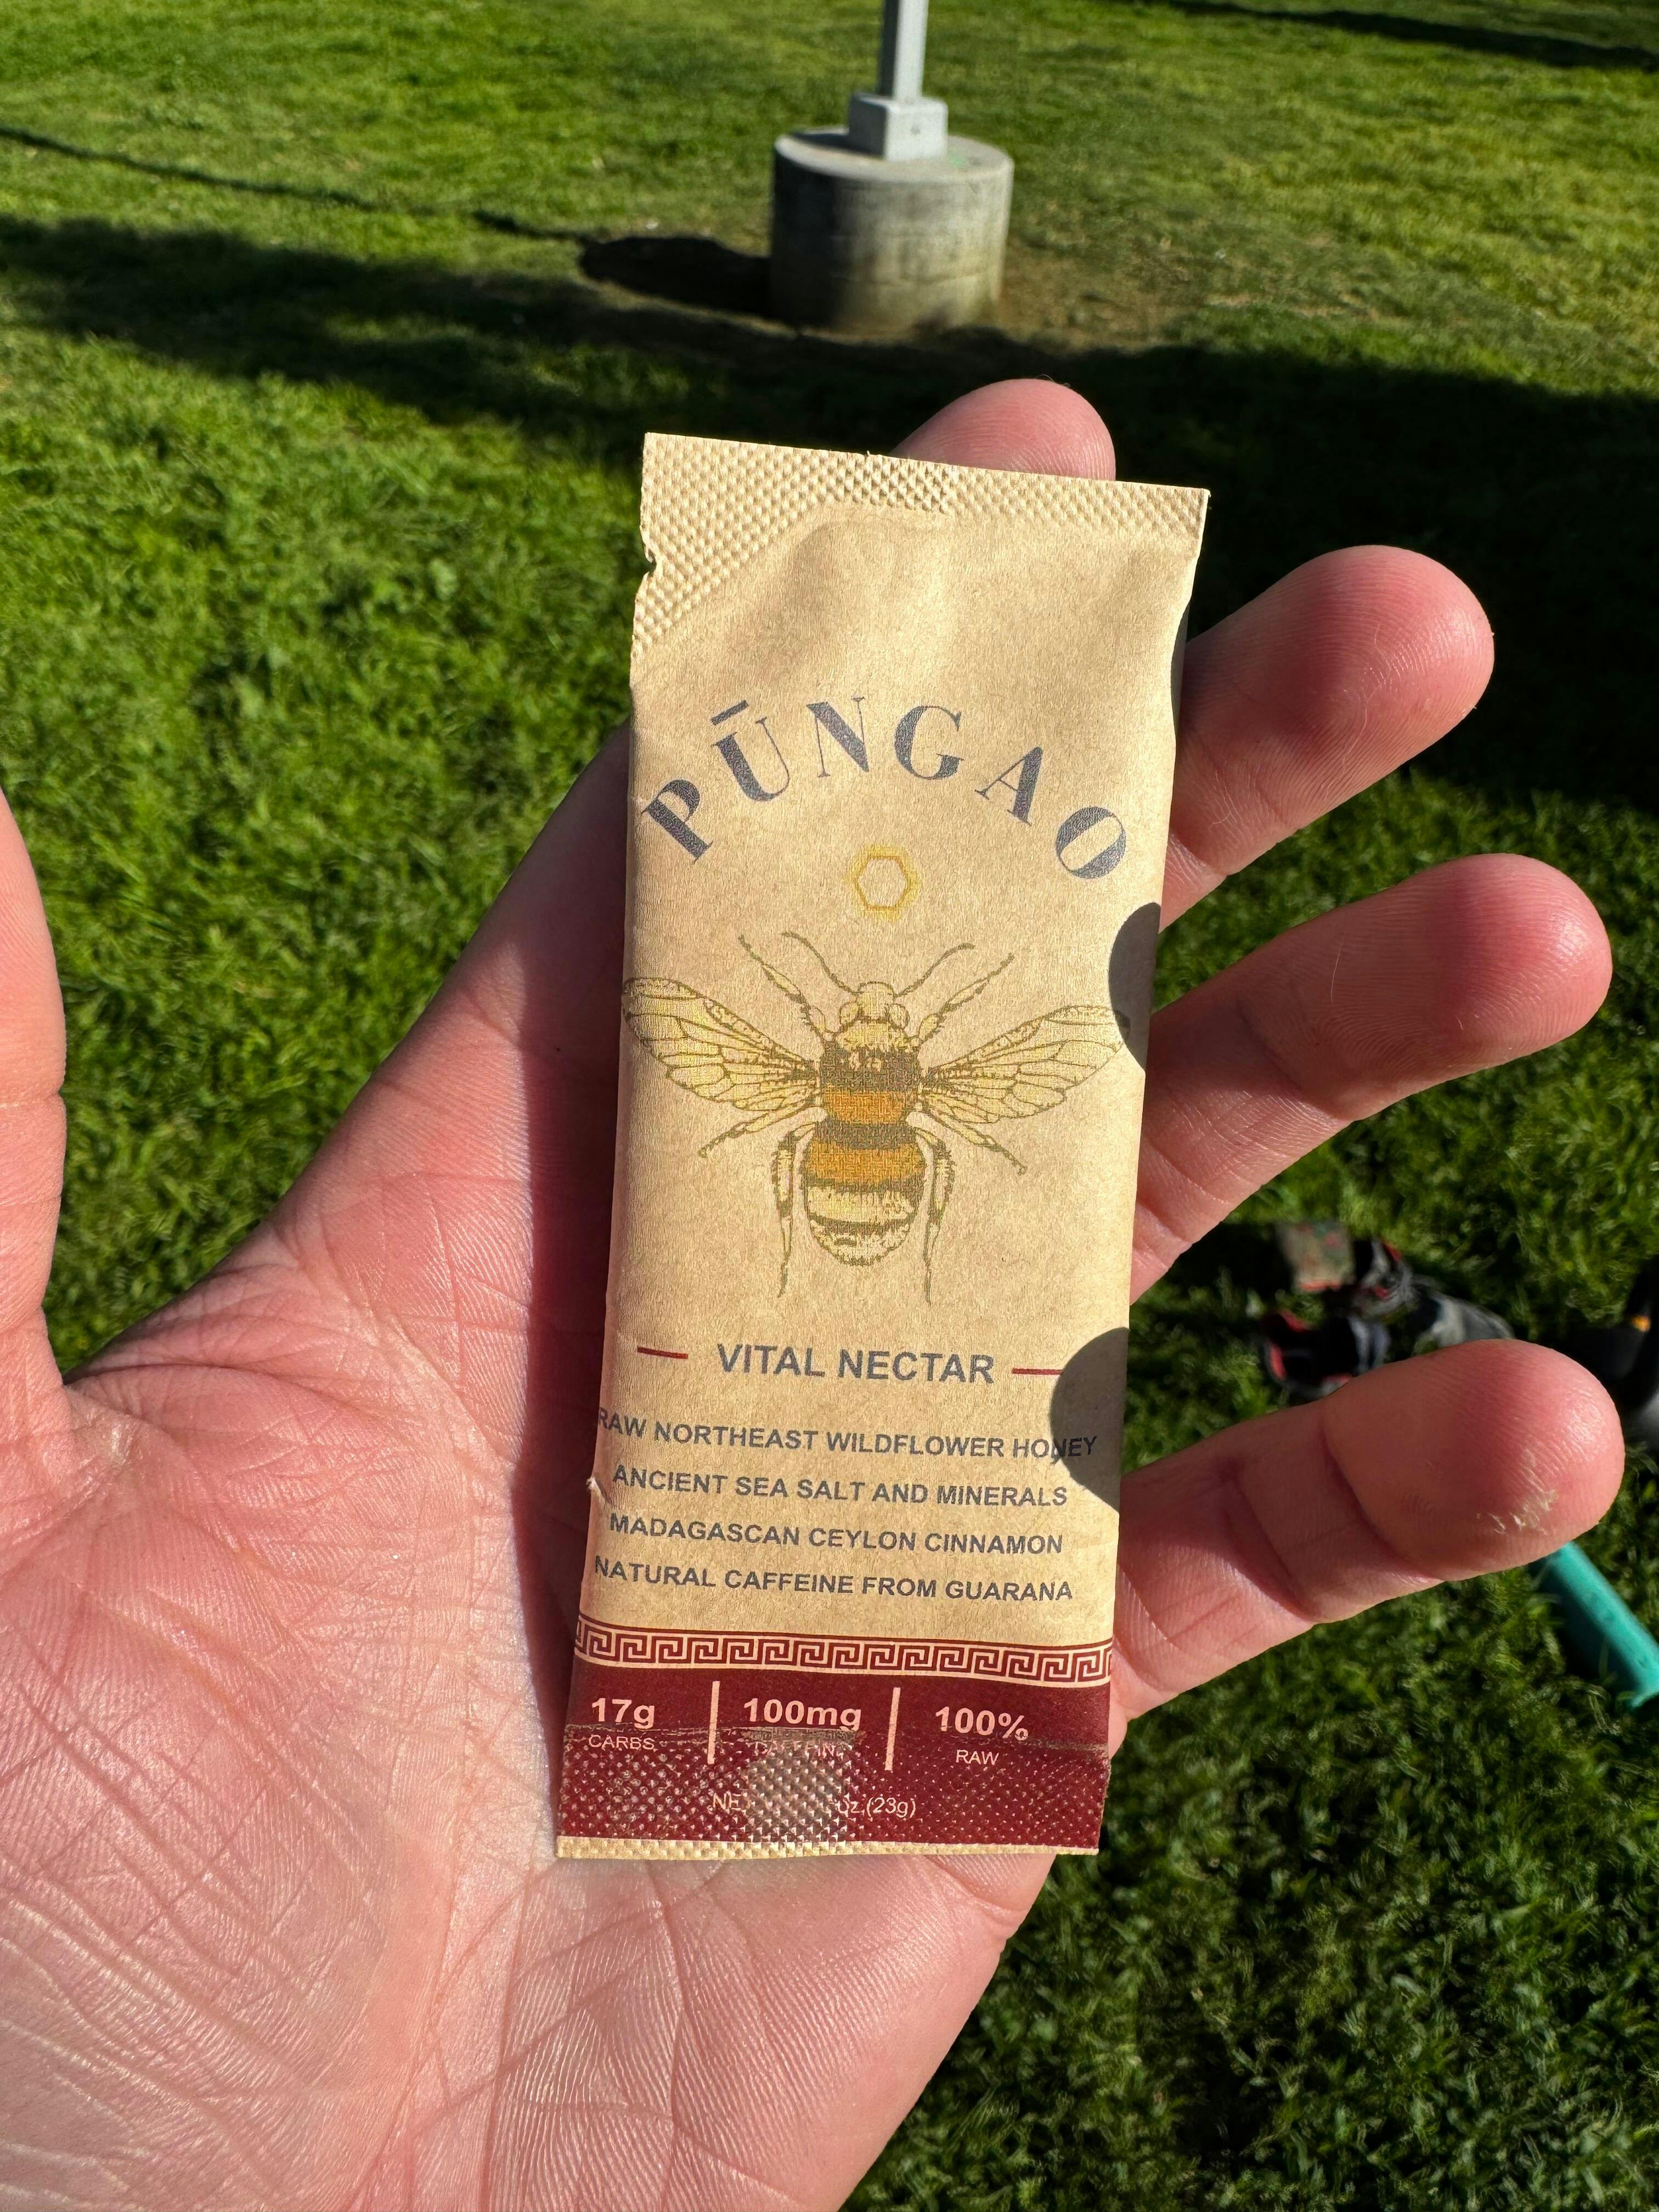 PŪNGAO
VITAL NECTAR
RAW NORTHEAST WILDFLOWER HONEY
ANCIENT SEA SALT AND MINERALS
MADAGASCAN CEYLON CINNAMON
NATURAL CAFFEINE FROM GUARANA
17g 100mg 100%
CARBS CAFFEINE RAW
oz.(23g)